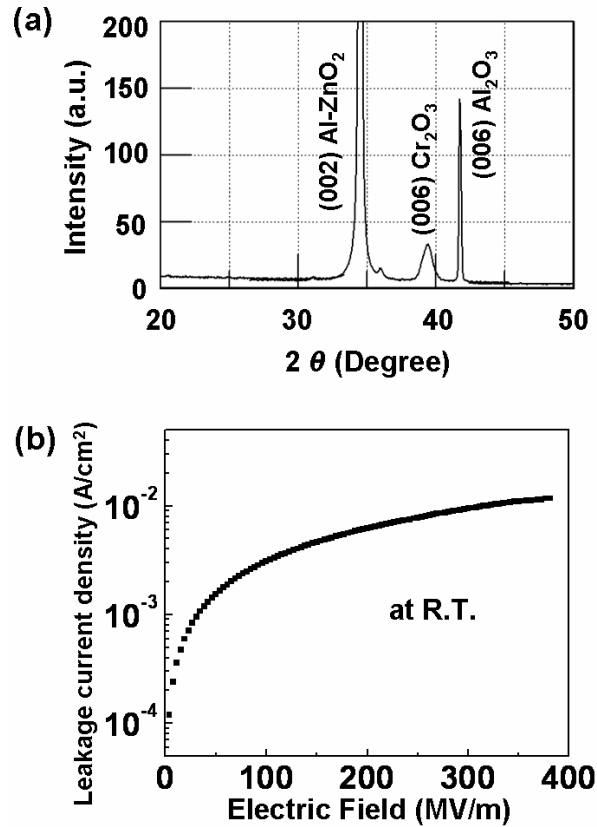 (a)
200
150
100
50
0
Intensity (a.u.)
(002) Al-ZnO₂
(006) Cr₂O₃
(006) Al₂O₃
20 30 40 50
2 θ (Degree)
(b)
Leakage current density (A/cm²)
10⁻²
10⁻³
10⁻⁴
at R.T.
0 100 200 300 400
Electric Field (MV/m)